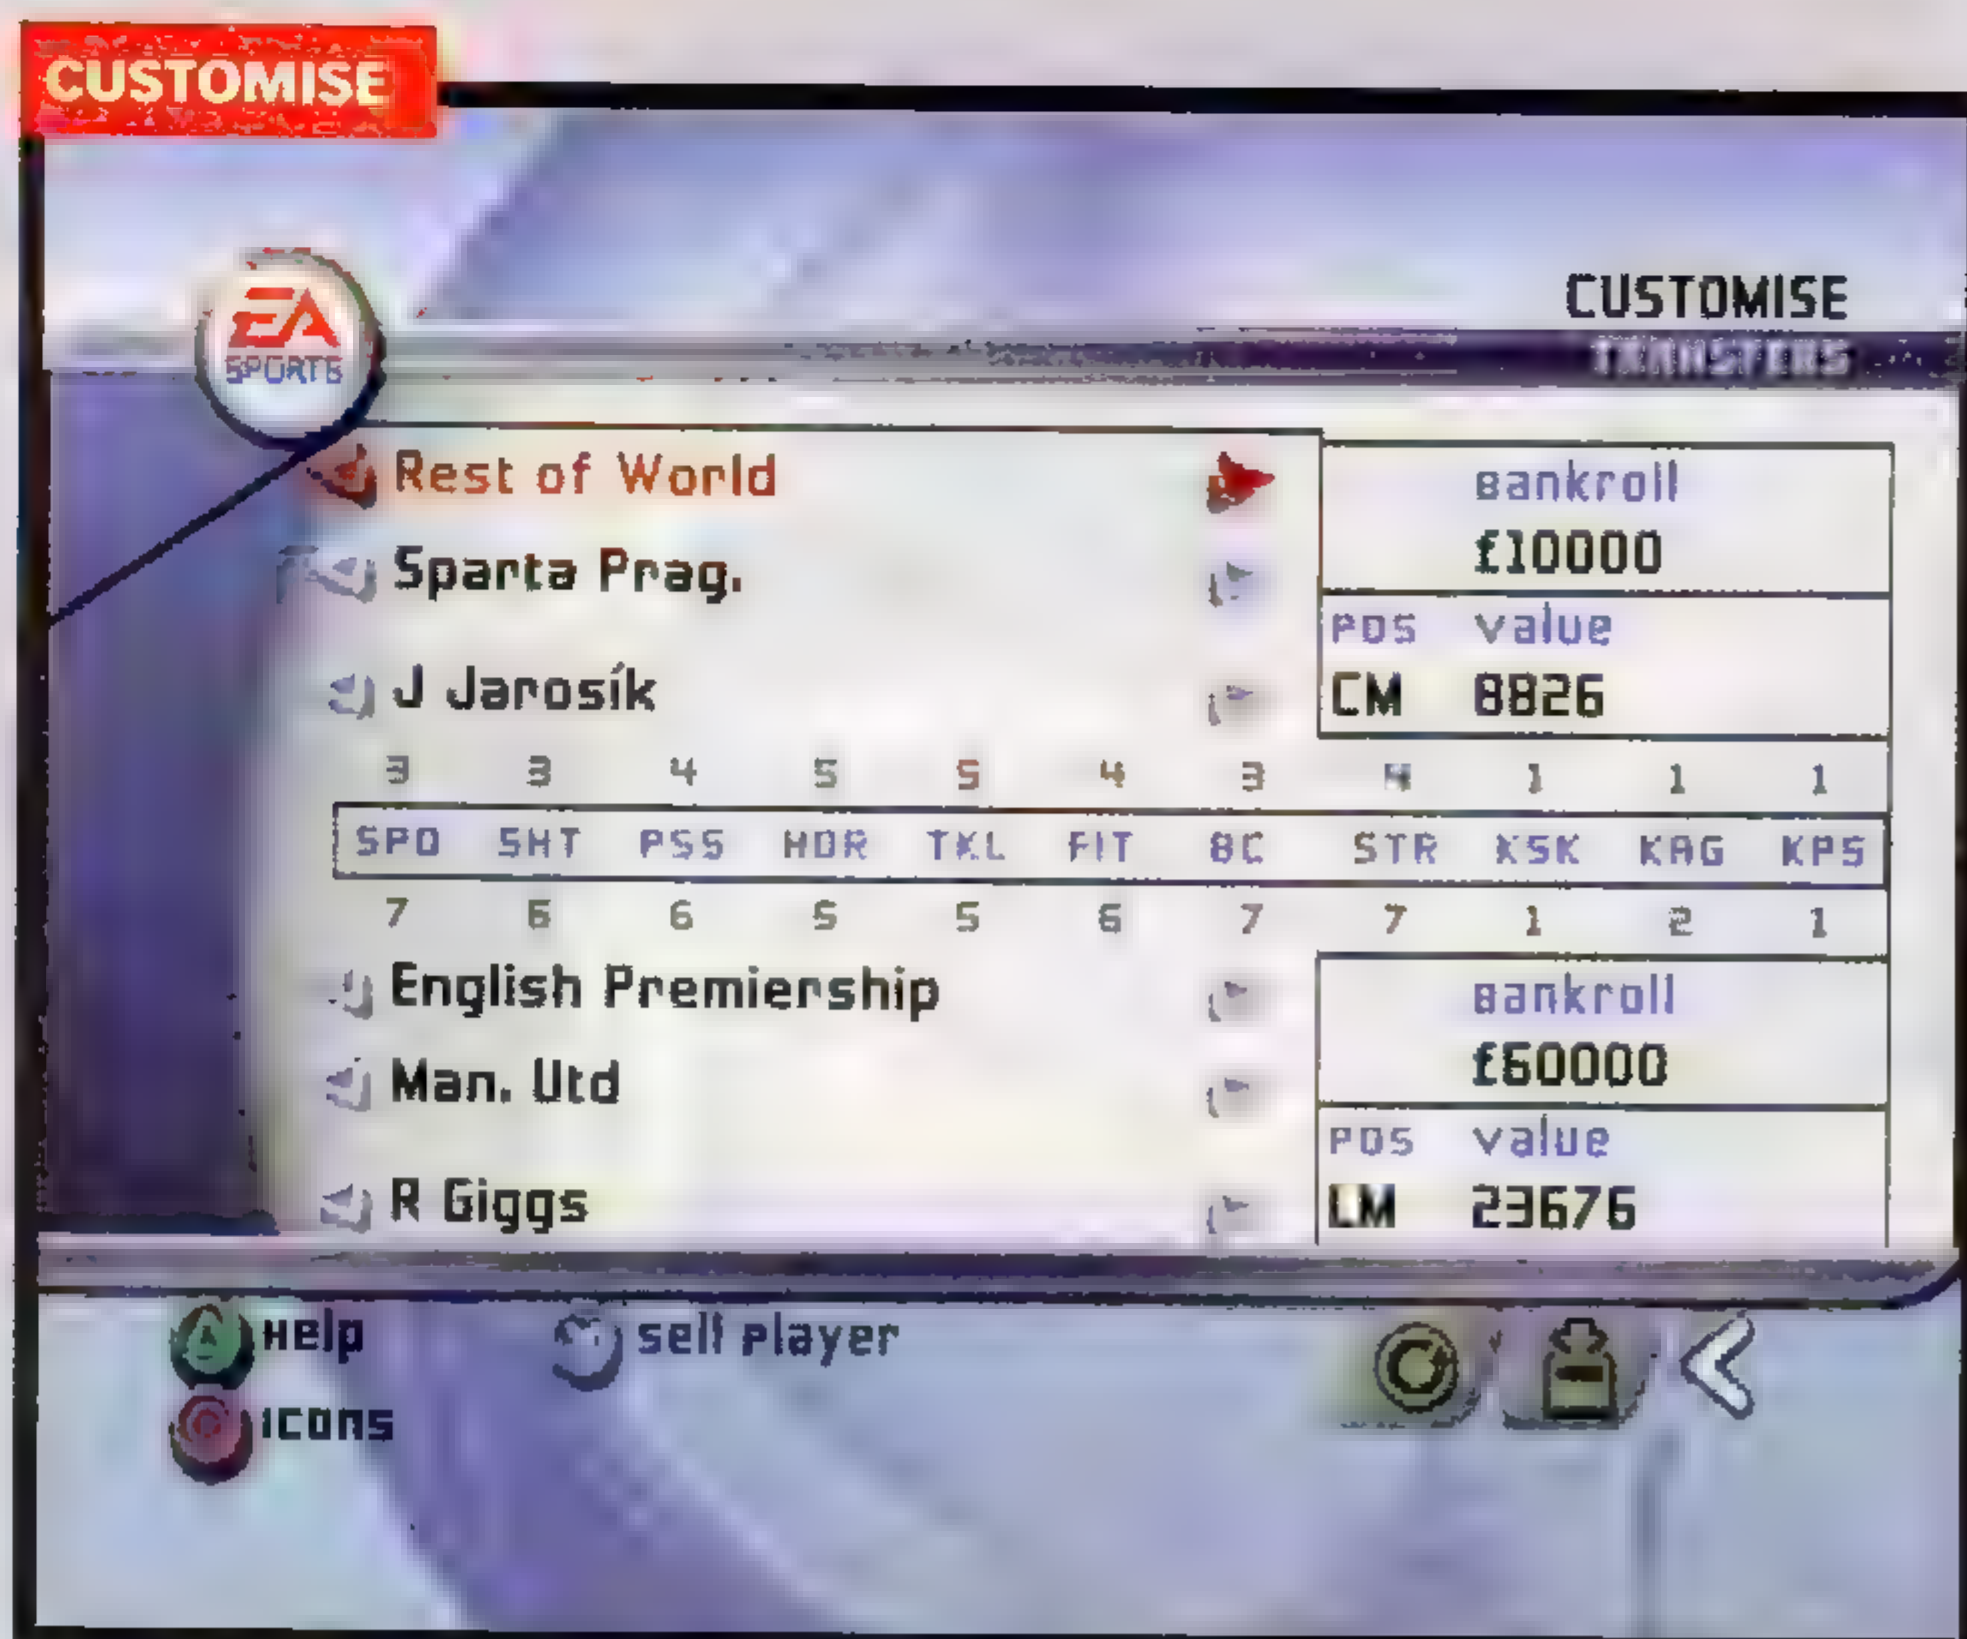 CUSTOMISE
EA
SPORTS
CUSTOMISE
TRANSFERS
Rest of World
Bankroll
£10000
Sparta Prag.
POS value
J Jarosík
CM 8826
3 3 4 5 5 4 3 4 1 1 1
SPD SHT PSS HDR TKL FIT BC STR KSK KAG KPS
7 6 6 5 5 6 7 7 1 2 1
English Premiership
Bankroll
£60000
Man. Utd
POS value
R Giggs
LM 23676
A Help
sell Player
C Icons